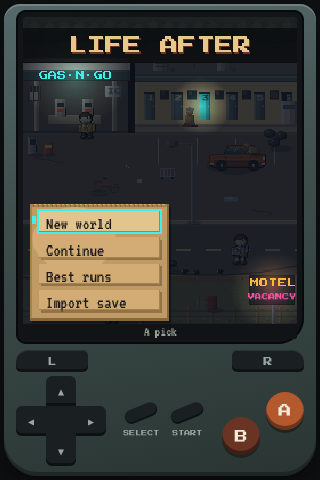 LIFE AFTER
GAS·N·GO
New world
Continue
Best runs
Import save
MOTEL
VACANCY
A pick
L
R
SELECT
START
B
A